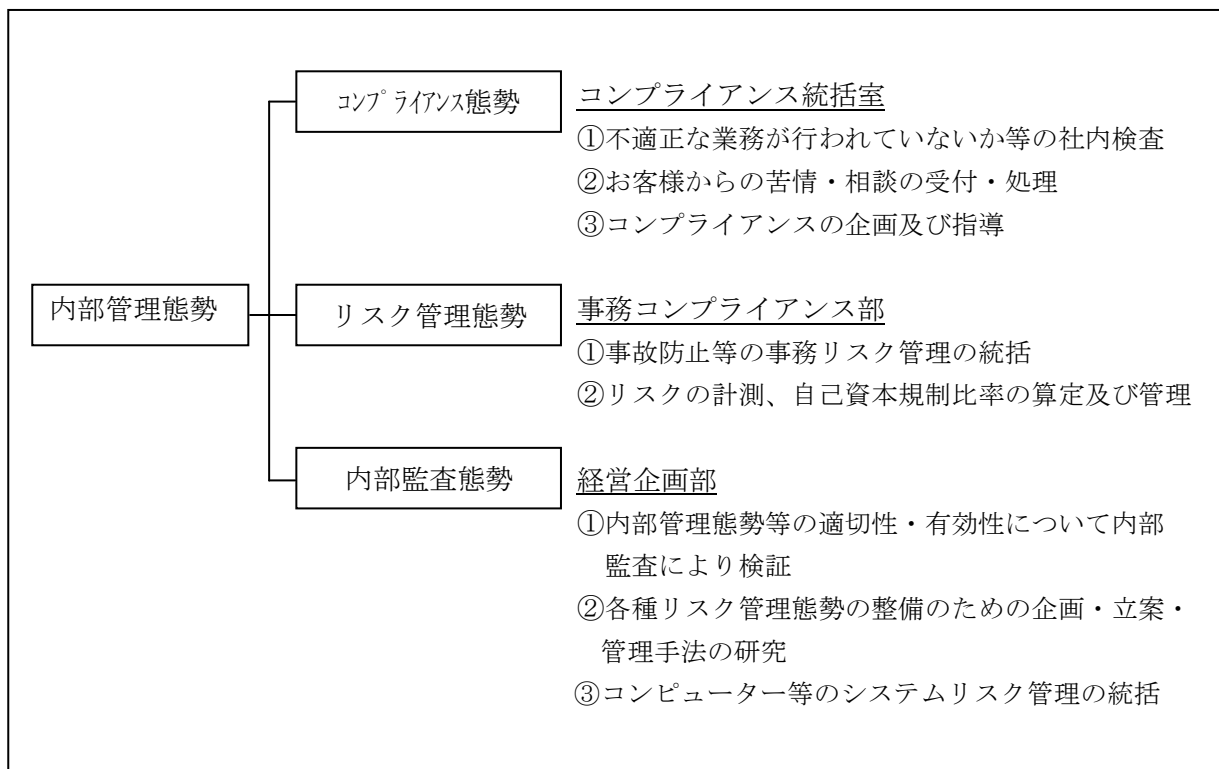 内部管理態勢
コンプライアンス態勢
コンプライアンス統括室
①不適正な業務が行われていないか等の社内検査
②お客様からの苦情・相談の受付・処理
③コンプライアンスの企画及び指導
リスク管理態勢
事務コンプライアンス部
①事故防止等の事務リスク管理の統括
②リスクの計測、自己資本規制比率の算定及び管理
内部監査態勢
経営企画部
①内部管理態勢等の適切性・有効性について内部
監査により検証
②各種リスク管理態勢の整備のための企画・立案・
管理手法の研究
③コンピューター等のシステムリスク管理の統括